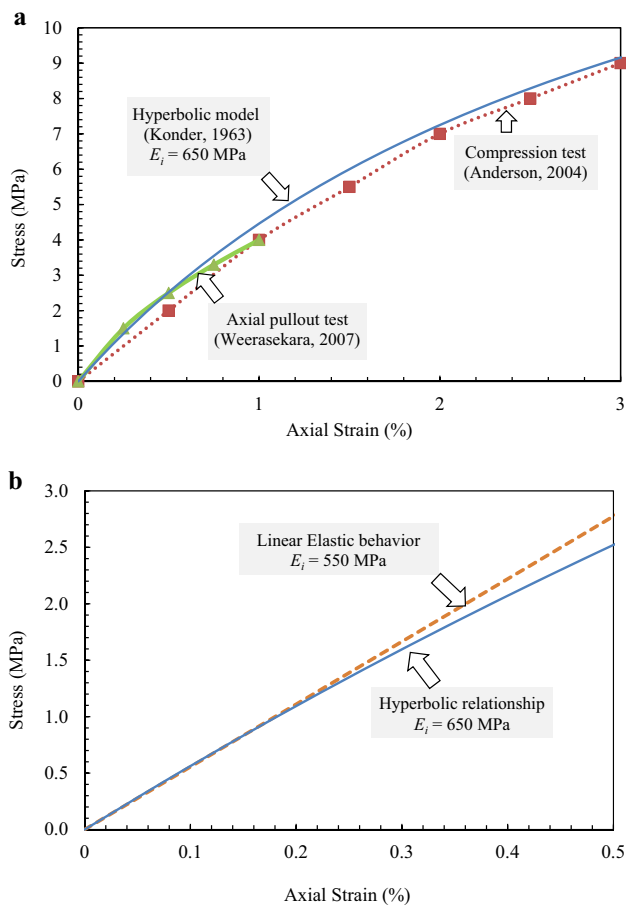 a
10
9
8
7
6
5
4
3
2
1
0
Stress (MPa)
Hyperbolic model
(Konder, 1963)
E_i = 650 MPa
Compression test
(Anderson, 2004)
Axial pullout test
(Weerasekara, 2007)
0 1 2 3
Axial Strain (%)
b
3.0
2.5
2.0
1.5
1.0
0.5
0.0
Stress (MPa)
Linear Elastic behavior
E_i = 550 MPa
Hyperbolic relationship
E_i = 650 MPa
0 0.1 0.2 0.3 0.4 0.5
Axial Strain (%)